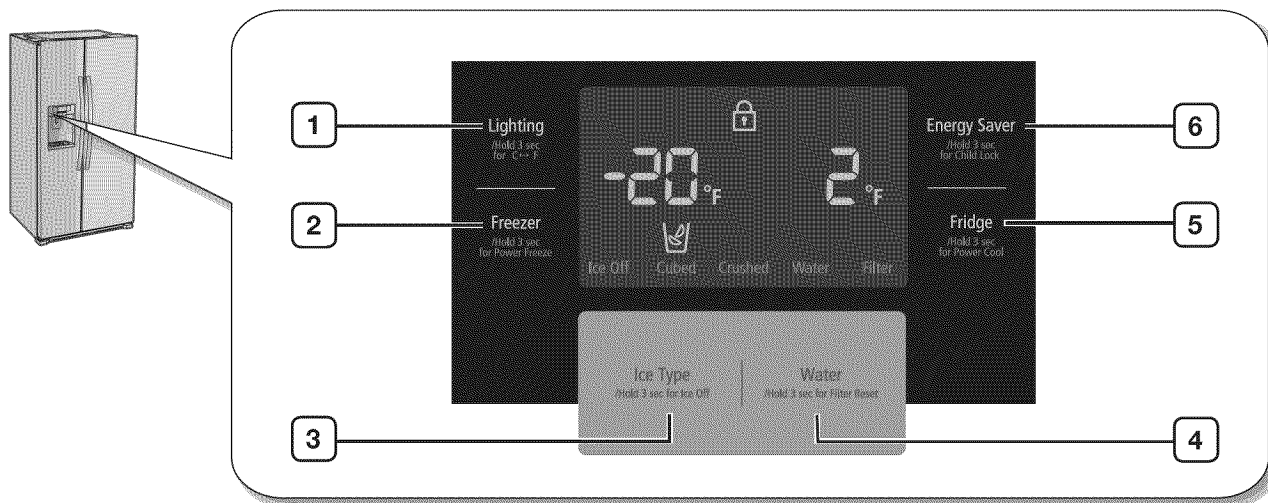 1
Lighting
/Hold 3 sec
for °C↔°F
2
Freezer
/Hold 3 sec
for Power Freeze
-20 °F
2 °F
Ice Off Cubed Crushed Water Filter
Energy Saver
/Hold 3 sec
for Child Lock
6
Fridge
/Hold 3 sec
for Power Cool
5
Ice Type
/Hold 3 sec for Ice Off
Water
/Hold 3 sec for Filter Reset
3
4